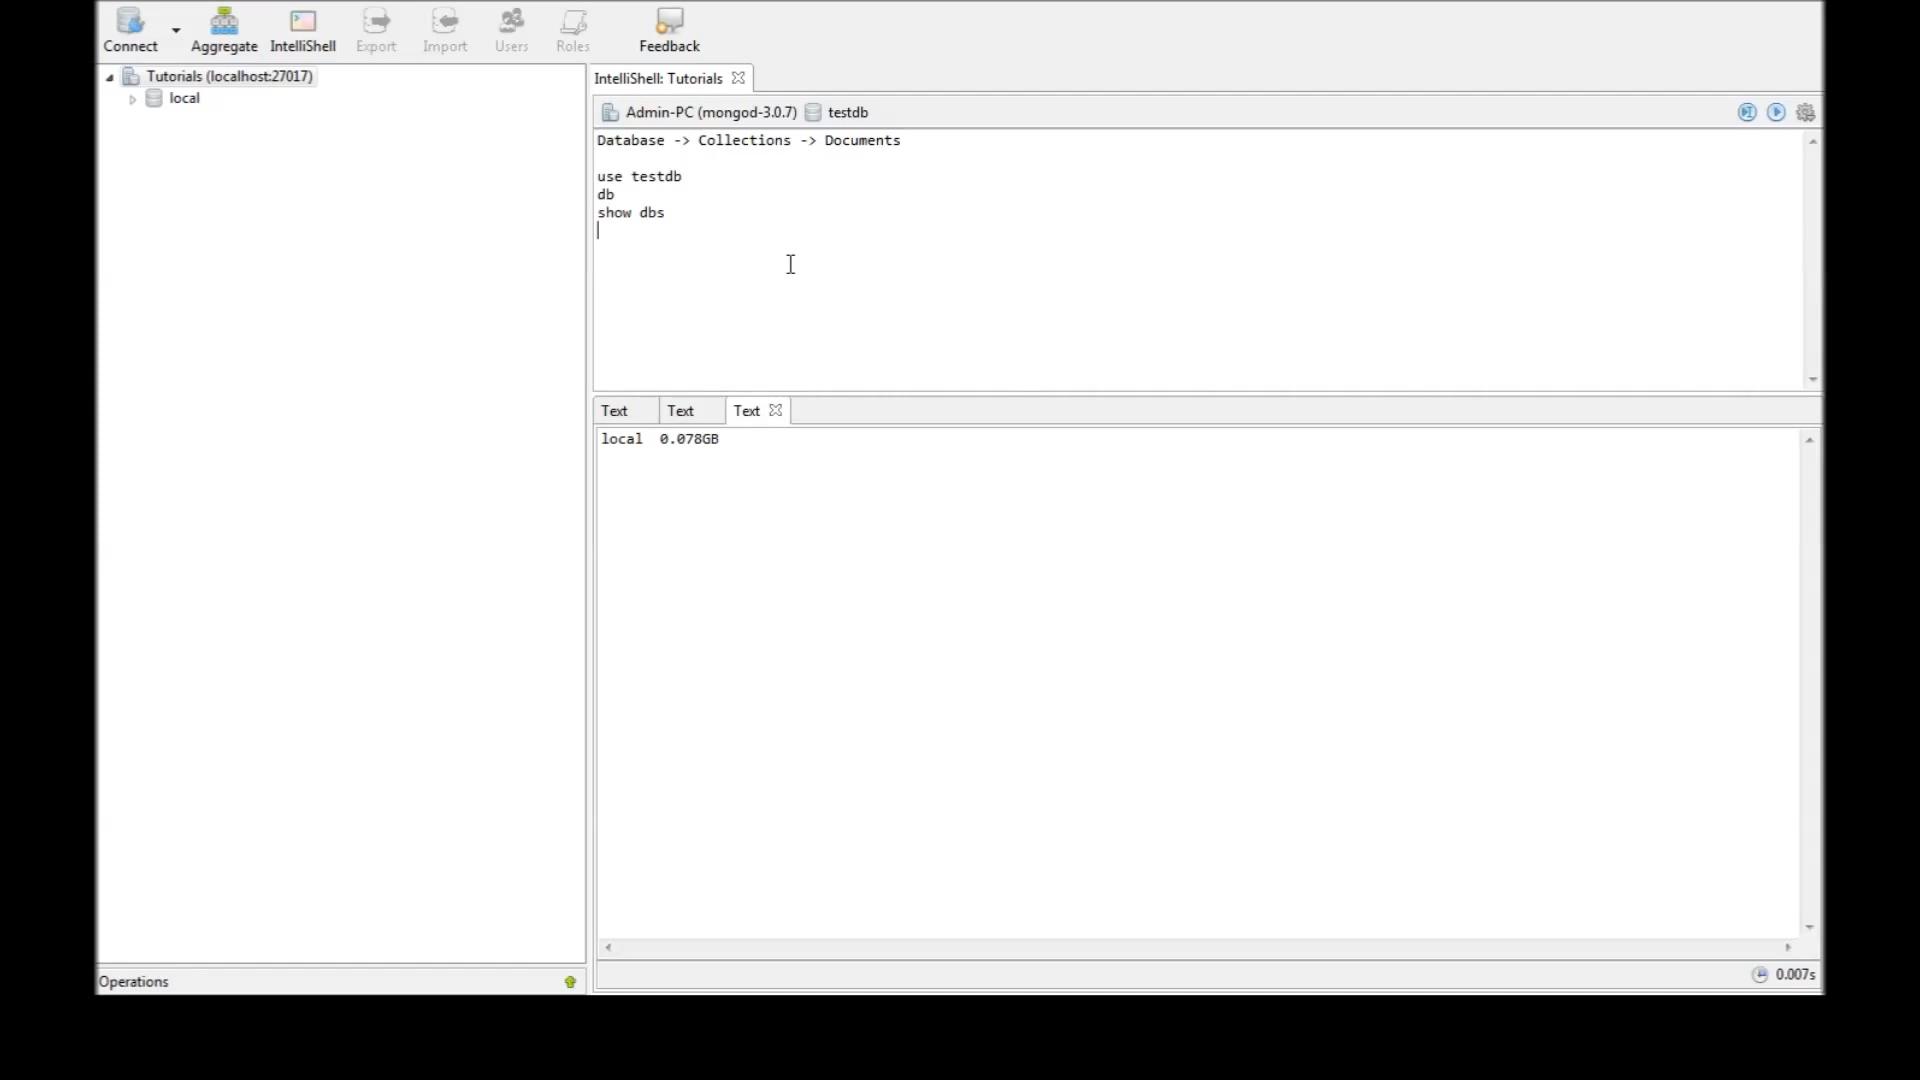 Connect
Aggregate
IntelliShell
Export
Import
Users
Roles
Feedback
Tutorials (localhost:27017)
local
IntelliShell: Tutorials
Admin-PC (mongod-3.0.7) testdb
Database -> Collections -> Documents
use testdb
db
show dbs
Text
Text
Text
local 0.078GB
Operations
0.007s